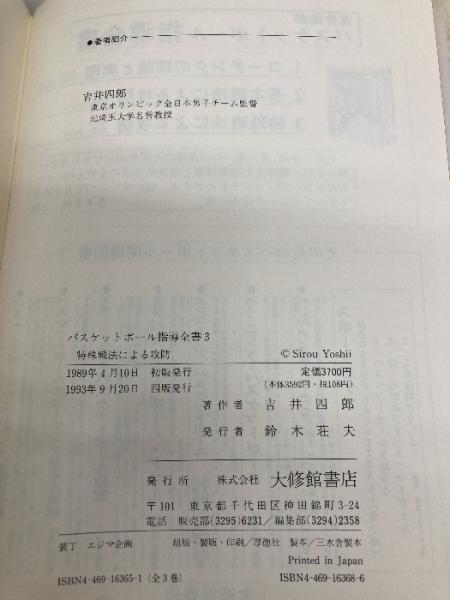 ●著者紹介
吉井四郎
東京オリンピック全日本男子チーム監督
元埼玉大学名誉教授
バスケットボール指導全書3
特殊戦法による攻防
© Sirou Yoshii
1989年4月10日 初版発行
定価3700円
1993年9月20日 四版発行
(本体3592円・税108円)
著作者 吉井四郎
発行者 鈴木荘夫
発行所 株式会社 大修館書店
〒101 東京都千代田区神田錦町3-24
電話 販売部(3295)6231/編集部(3294)2358
装丁 エジマ企画 組版・製版・印刷/厚徳社 製本/三水舎製本
Printed in Japan
ISBN4-469-16365-1(全3巻) ISBN4-469-16368-6